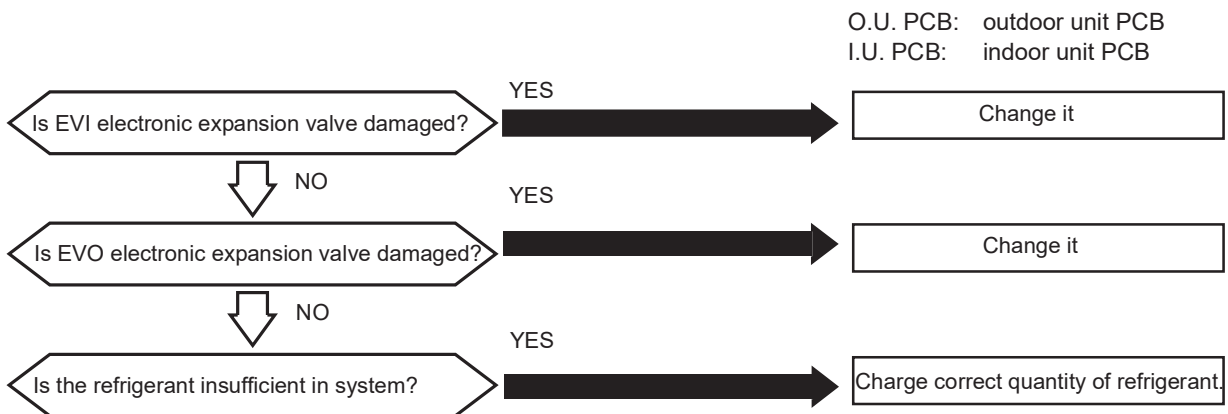 O.U. PCB: outdoor unit PCB
I.U. PCB: indoor unit PCB
YES
Is EVI electronic expansion valve damaged?
Change it
NO
YES
Is EVO electronic expansion valve damaged?
Change it
NO
YES
Is the refrigerant insufficient in system?
Charge correct quantity of refrigerant.